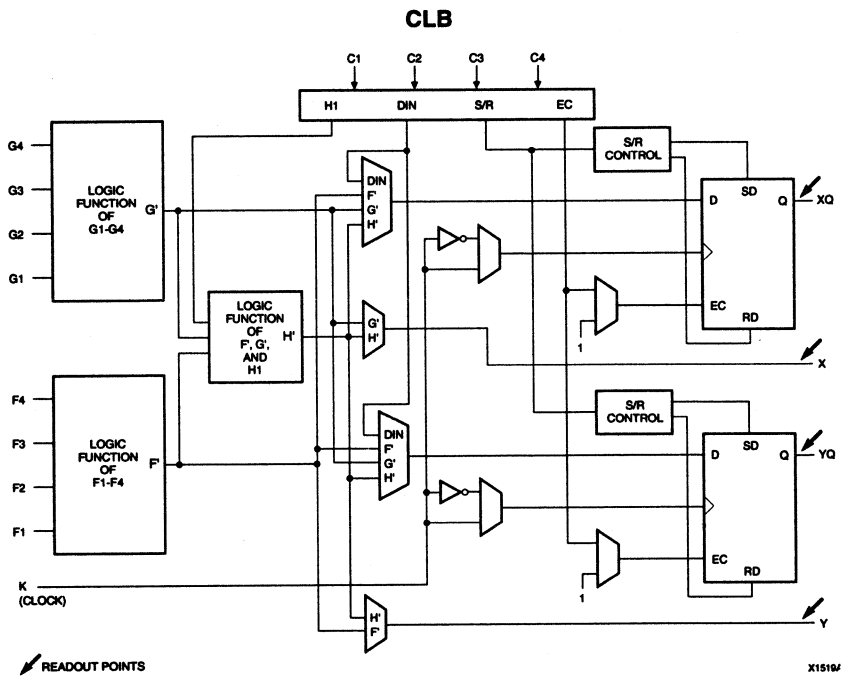 CLB
C1 C2 C3 C4
H1 DIN S/R EC
G4
G3
G2
G1
LOGIC
FUNCTION
OF
G1-G4
G'
DIN
F'
G'
H'
S/R
CONTROL
SD
D
Q
XQ
EC
RD
1
LOGIC
FUNCTION
OF
F', G',
AND
H1
H'
G'
H'
X
F4
F3
F2
F1
LOGIC
FUNCTION
OF
F1-F4
F'
DIN
F'
G'
H'
S/R
CONTROL
SD
D
Q
YQ
EC
RD
1
K
(CLOCK)
H'
F'
Y
READOUT POINTS